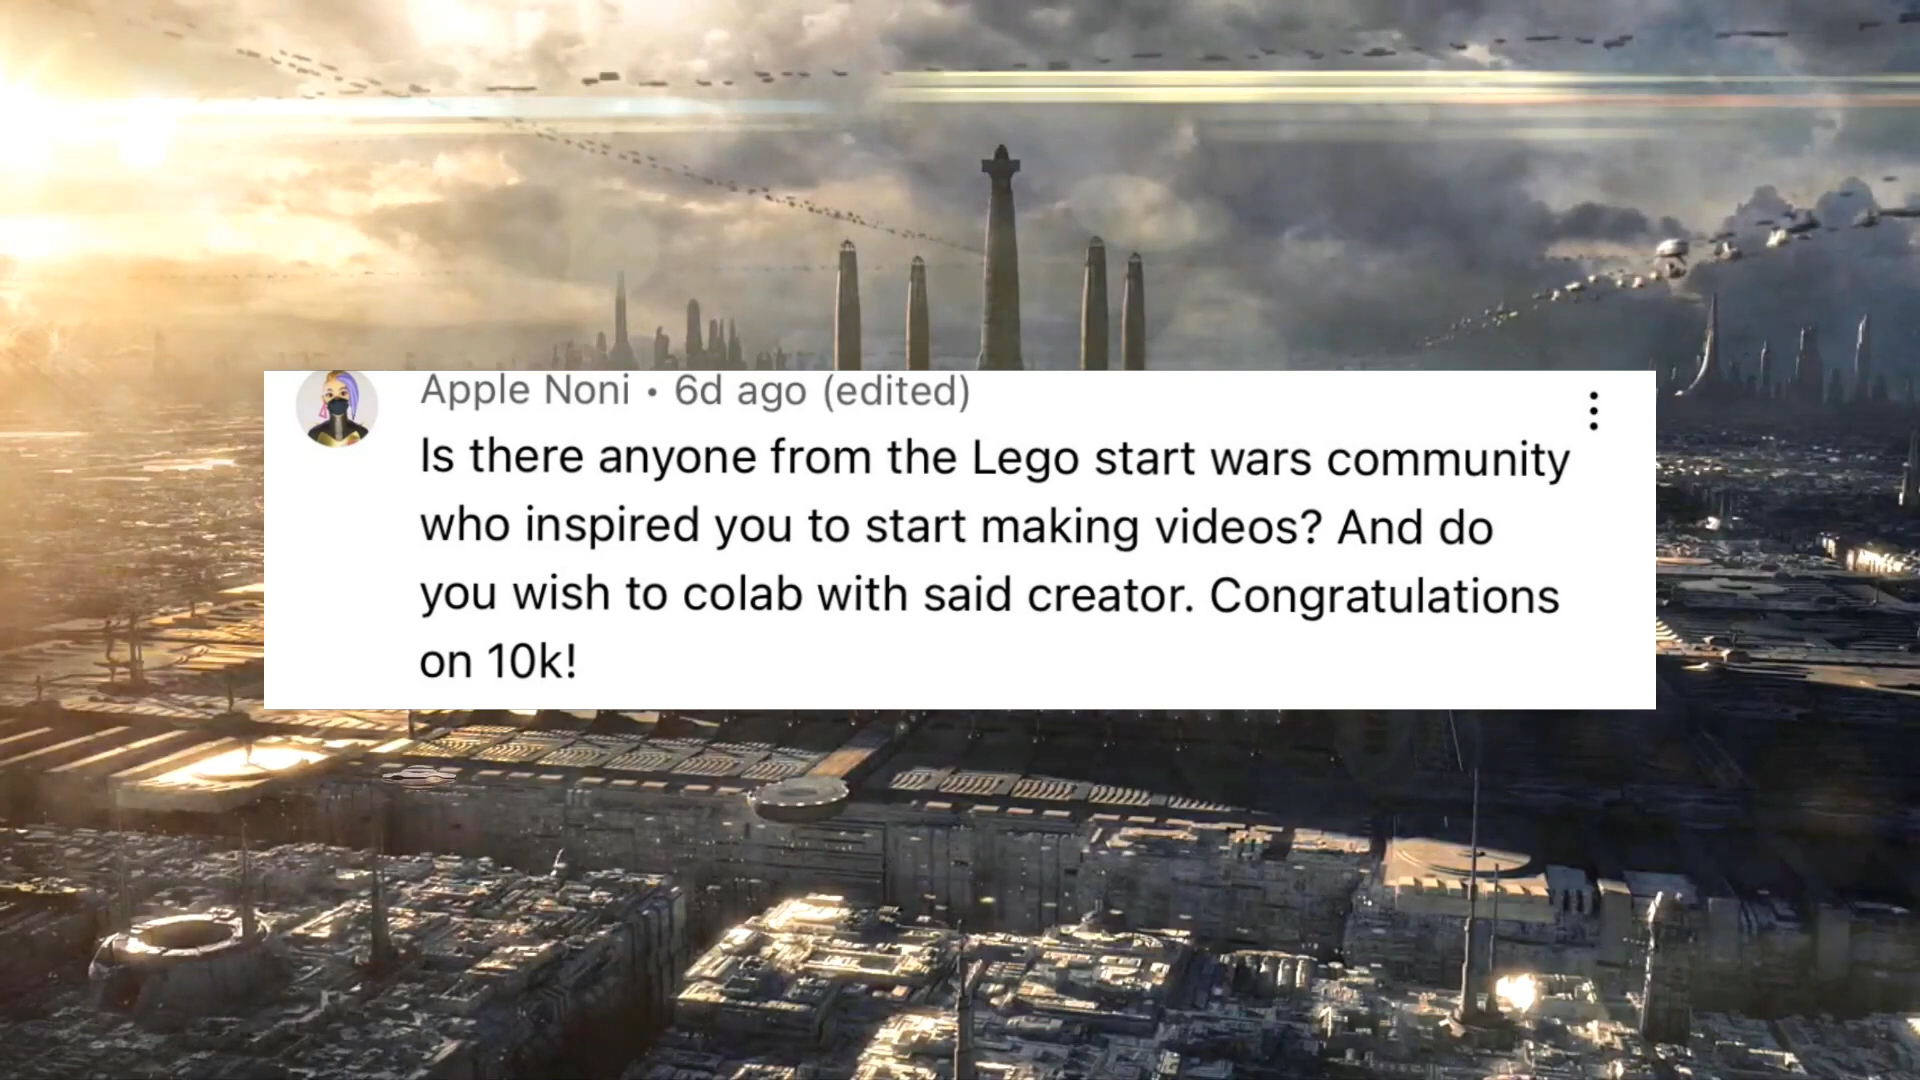 Apple Noni • 6d ago (edited)
Is there anyone from the Lego start wars community
who inspired you to start making videos? And do
you wish to colab with said creator. Congratulations
on 10k!